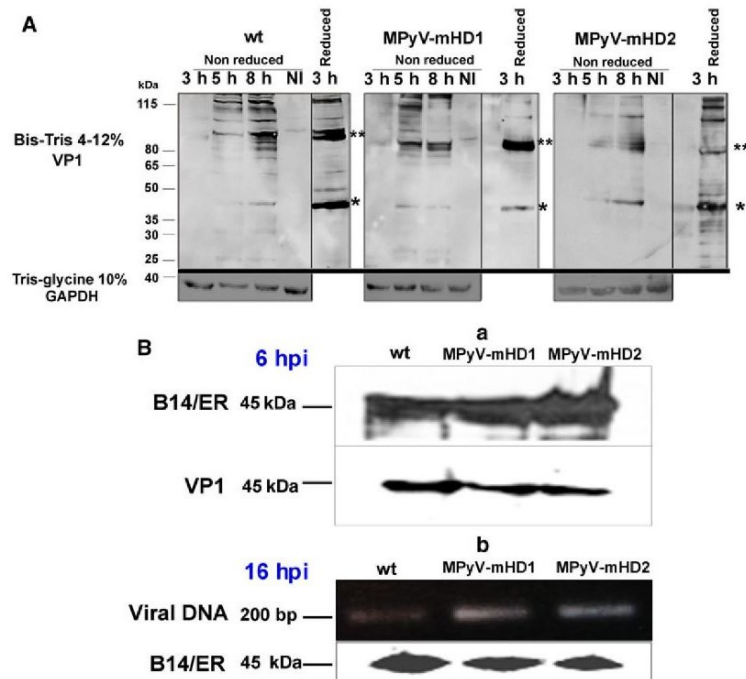 A
wt
MPyV-mHD1
MPyV-mHD2
Non reduced
Reduced
Non reduced
Reduced
Non reduced
Reduced
3 h 5 h 8 h NI 3 h
3 h 5 h 8 h NI 3 h
3 h 5 h 8 h NI 3 h
kDa
115
Bis-Tris 4-12%
VP1
80
65
50
35
30
25
**
*
**
*
**
*
Tris-glycine 10%
GAPDH
40
B
a
6 hpi
wt MPyV-mHD1 MPyV-mHD2
B14/ER 45 kDa
VP1 45 kDa
b
16 hpi
wt MPyV-mHD1 MPyV-mHD2
Viral DNA 200 bp
B14/ER 45 kDa